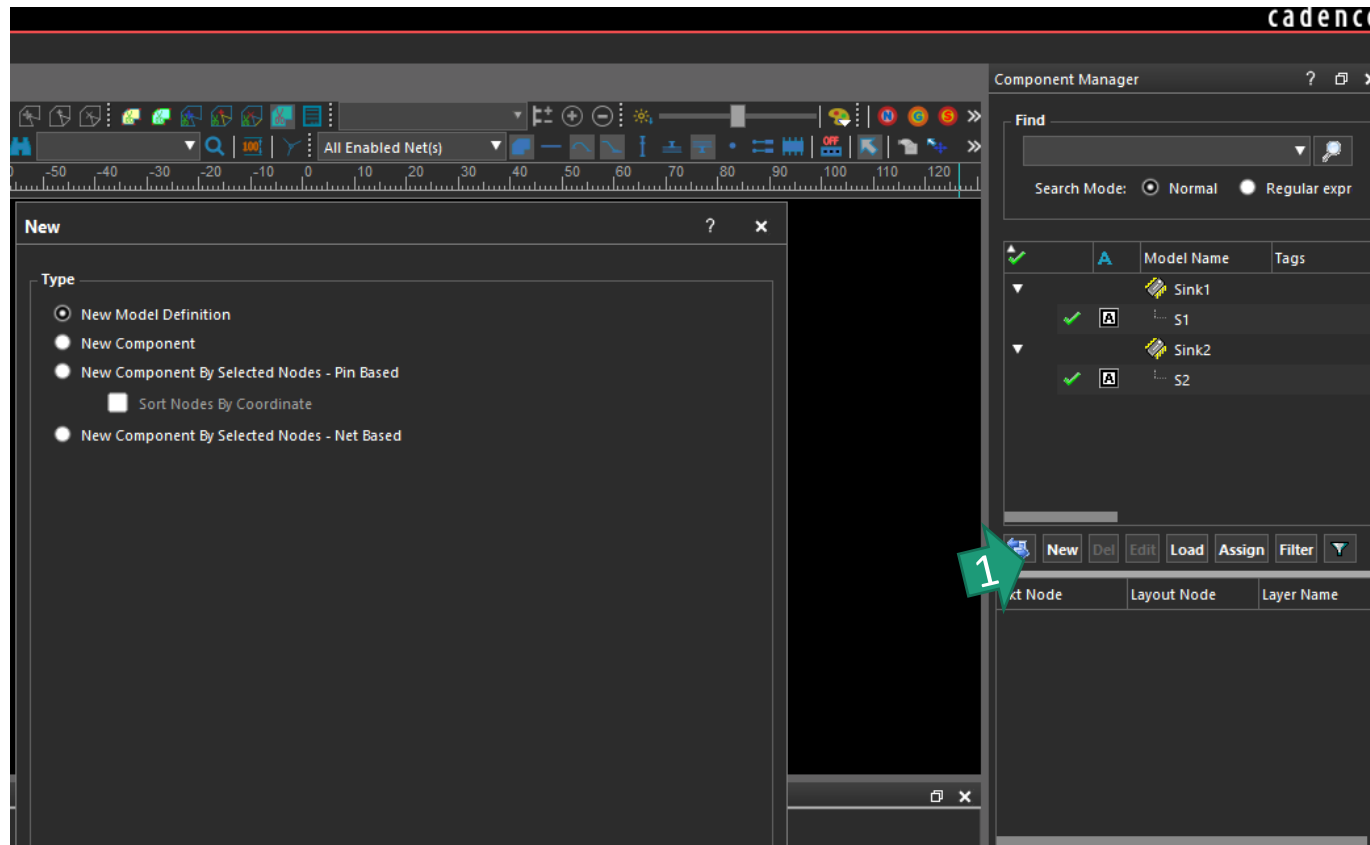 cadence
Component Manager ?
Find
Search Mode: Normal Regular expr
100
All Enabled Net(s)
OFF
N G S
-50 -40 -30 -20 -10 0 10 20 30 40 50 60 70 80 90 100 110 120
New ?
Type
New Model Definition
New Component
New Component By Selected Nodes - Pin Based
Sort Nodes By Coordinate
New Component By Selected Nodes - Net Based
A Model Name Tags
Sink1
A S1
Sink2
A S2
New Del Edit Load Assign Filter
1
Node Layout Node Layer Name